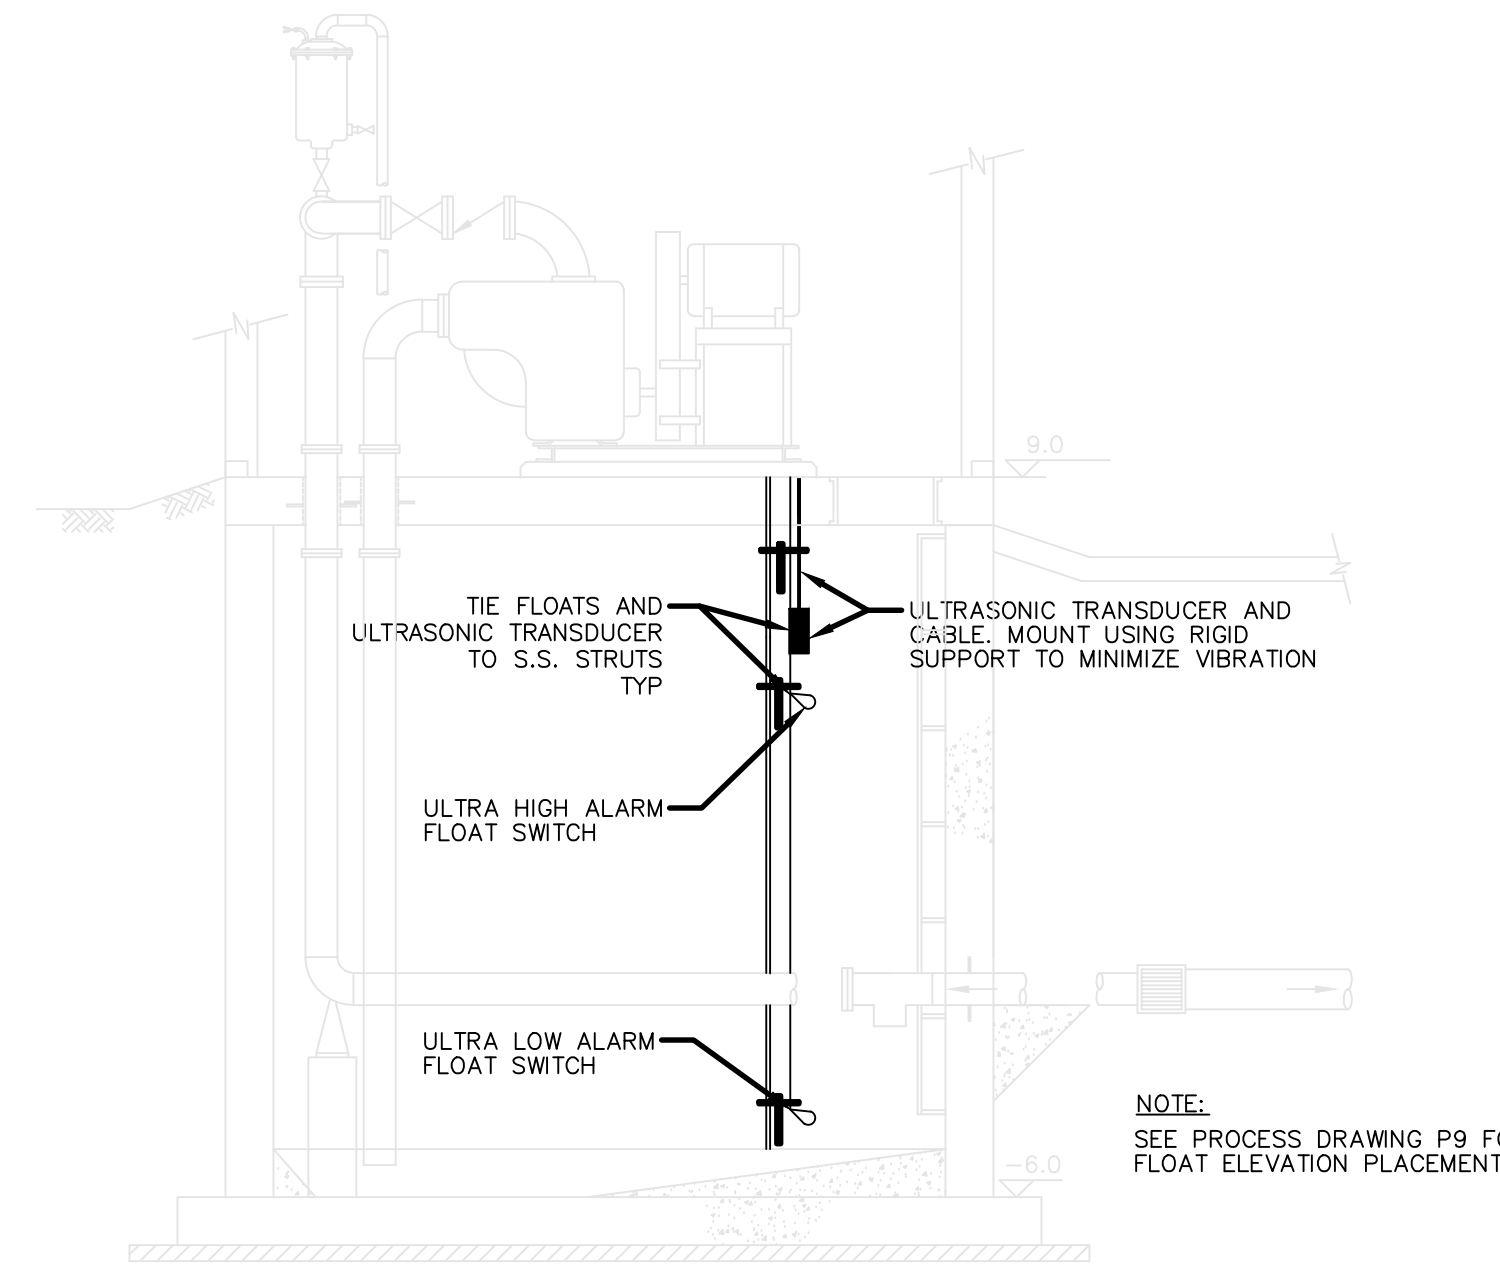 9.0
TIE FLOATS AND
ULTRASONIC TRANSDUCER
TO S.S. STRUTS
TYP
ULTRASONIC TRANSDUCER AND
CABLE. MOUNT USING RIGID
SUPPORT TO MINIMIZE VIBRATION
ULTRA HIGH ALARM
FLOAT SWITCH
ULTRA LOW ALARM
FLOAT SWITCH
NOTE:
SEE PROCESS DRAWING P9
FLOAT ELEVATION PLACEMENT
-6.0